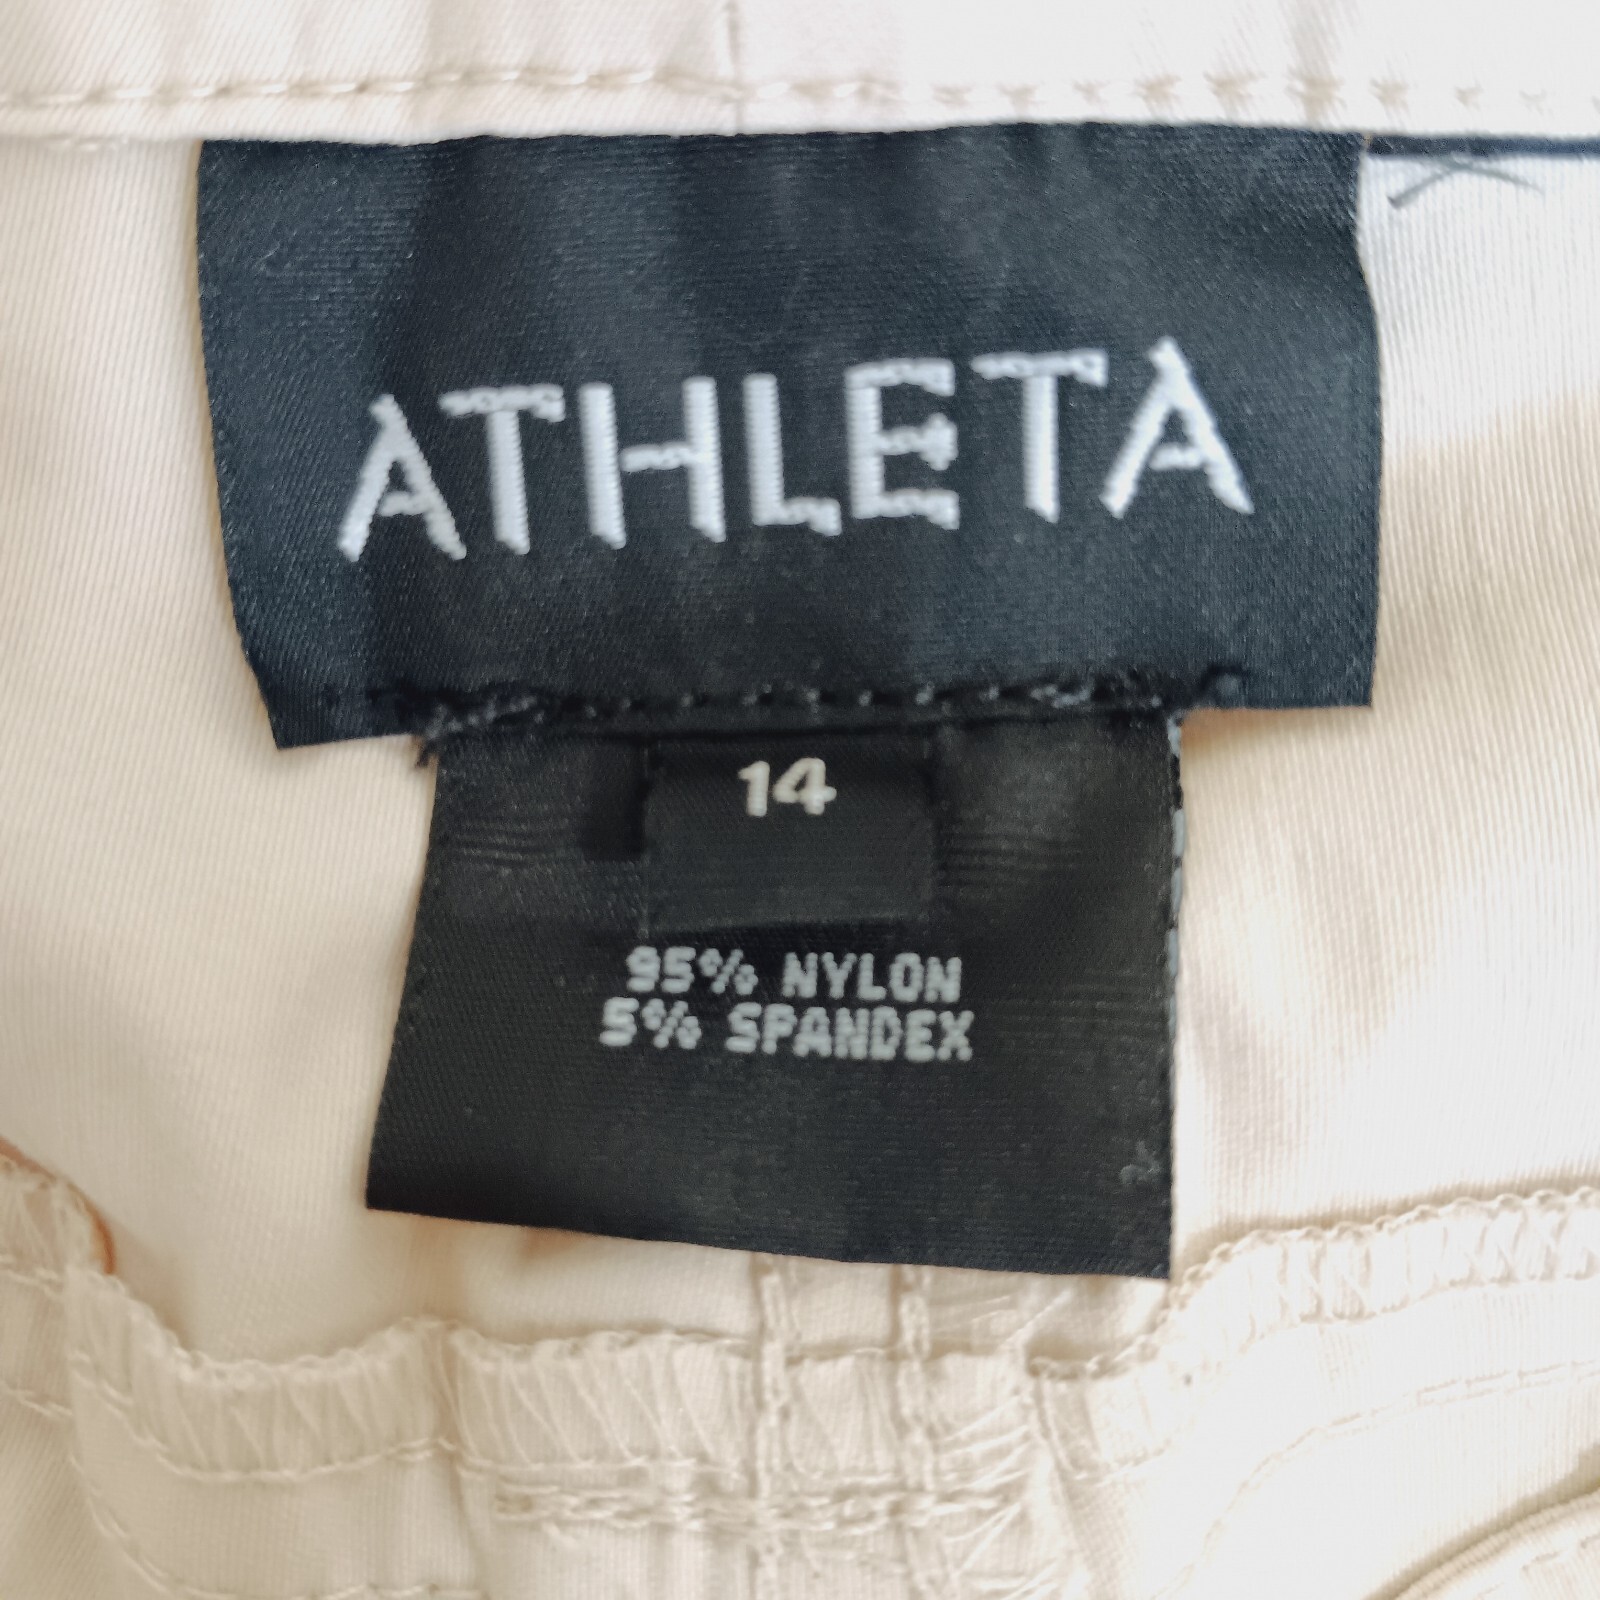 ATHLETA
14
95% NYLON
5% SPANDEX